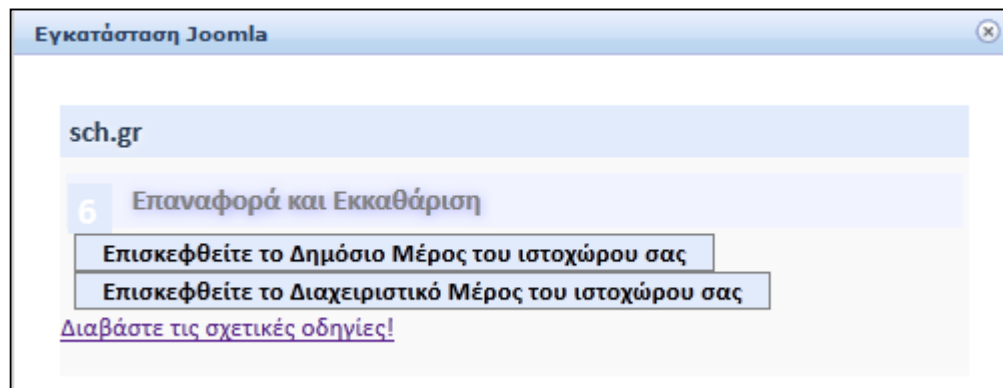 Εγκατάσταση Joomla
sch.gr
6 Επαναφορά και Εκκαθάριση
Επισκεφθείτε το Δημόσιο Μέρος του ιστοχώρου σας
Επισκεφθείτε το Διαχειριστικό Μέρος του ιστοχώρου σας
Διαβάστε τις σχετικές οδηγίες!